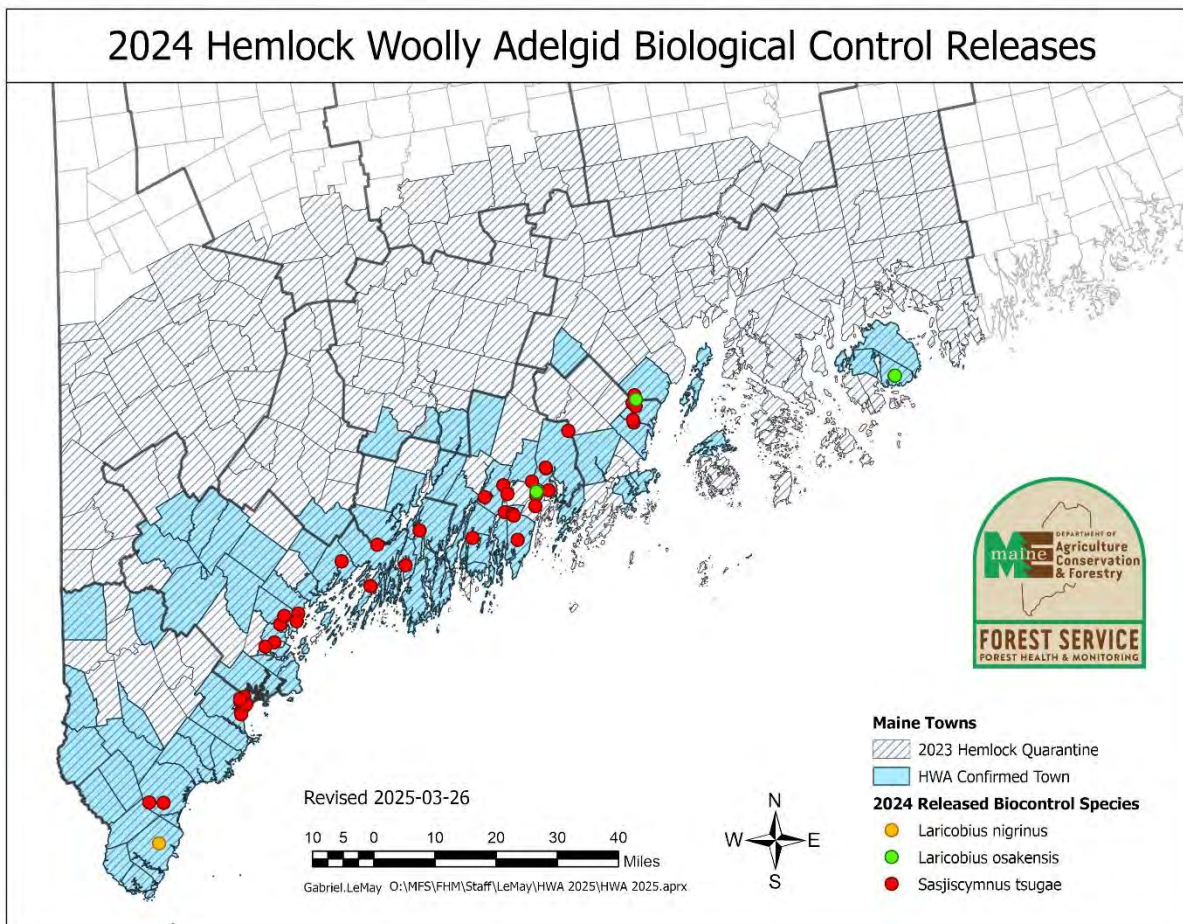 2024 Hemlock Woolly Adelgid Biological Control Releases
maine
DEPARTMENT OF
Agriculture
Conservation
& Forestry
FOREST SERVICE
FOREST HEALTH & MONITORING
Maine Towns
2023 Hemlock Quarantine
HWA Confirmed Town
2024 Released Biocontrol Species
Laricobius nigrinus
Laricobius osakensis
Sasjiscymnus tsugae
Revised 2025-03-26
10 5 0 10 20 30 40
Miles
Gabriel.LeMay O:\MFS\FHM\Staff\LeMay\HWA 2025\HWA 2025.aprx
N
W E
S